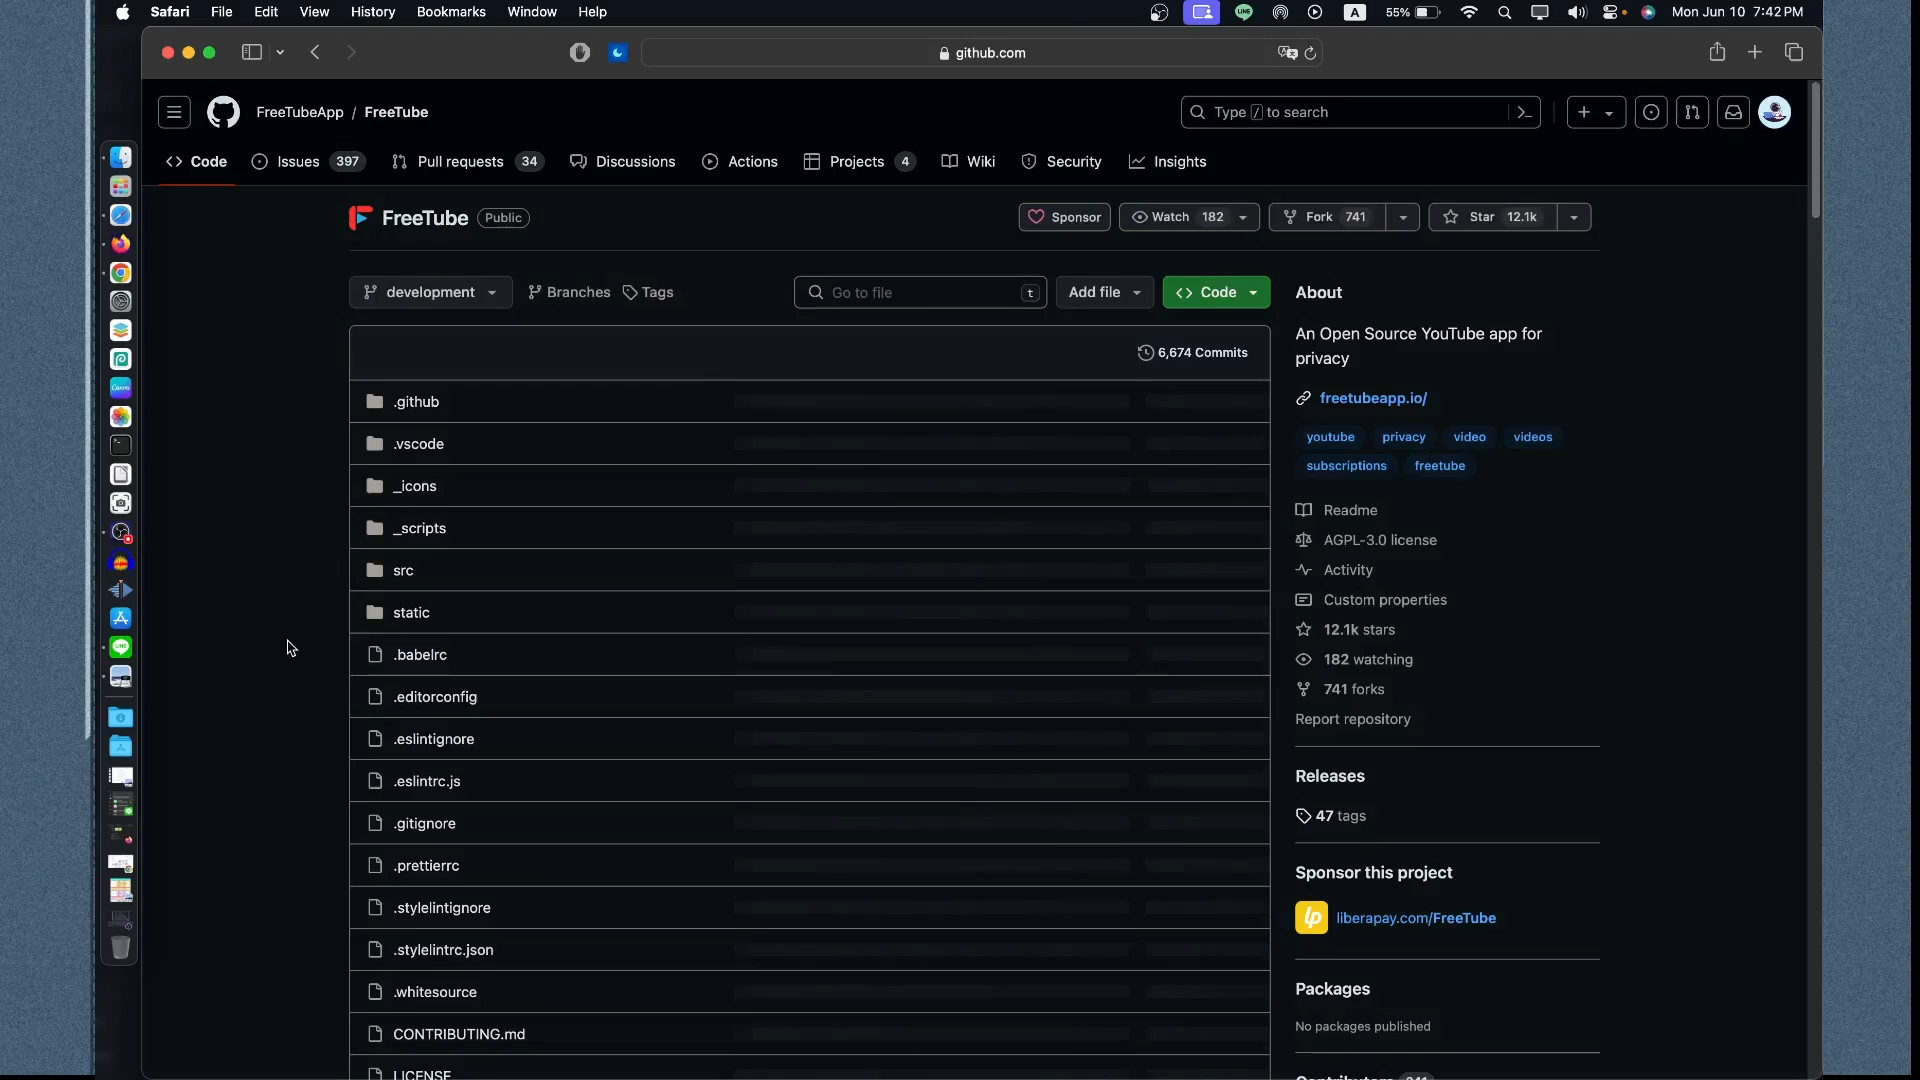 Safari File Edit View History Bookmarks Window Help A 55% Mon Jun 10 7:42 PM
github.com
FreeTubeApp / FreeTube Type / to search
Code Issues 397 Pull requests 34 Discussions Actions Projects 4 Wiki Security Insights
FreeTube Public Sponsor Watch 182 Fork 741 Star 12.1k
development Branches Tags Go to file t Add file Code
6,674 Commits
.github
.vscode
_icons
_scripts
src
static
.babelrc
.editorconfig
.eslintignore
.eslintrc.js
.gitignore
.prettierrc
.stylelintignore
.stylelintrc.json
.whitesource
CONTRIBUTING.md
LICENSE
About
An Open Source YouTube app for
privacy
freetubeapp.io/
youtube privacy video videos
subscriptions freetube
Readme
AGPL-3.0 license
Activity
Custom properties
12.1k stars
182 watching
741 forks
Report repository
Releases
47 tags
Sponsor this project
lp liberapay.com/FreeTube
Packages
No packages published
Canva
LINE